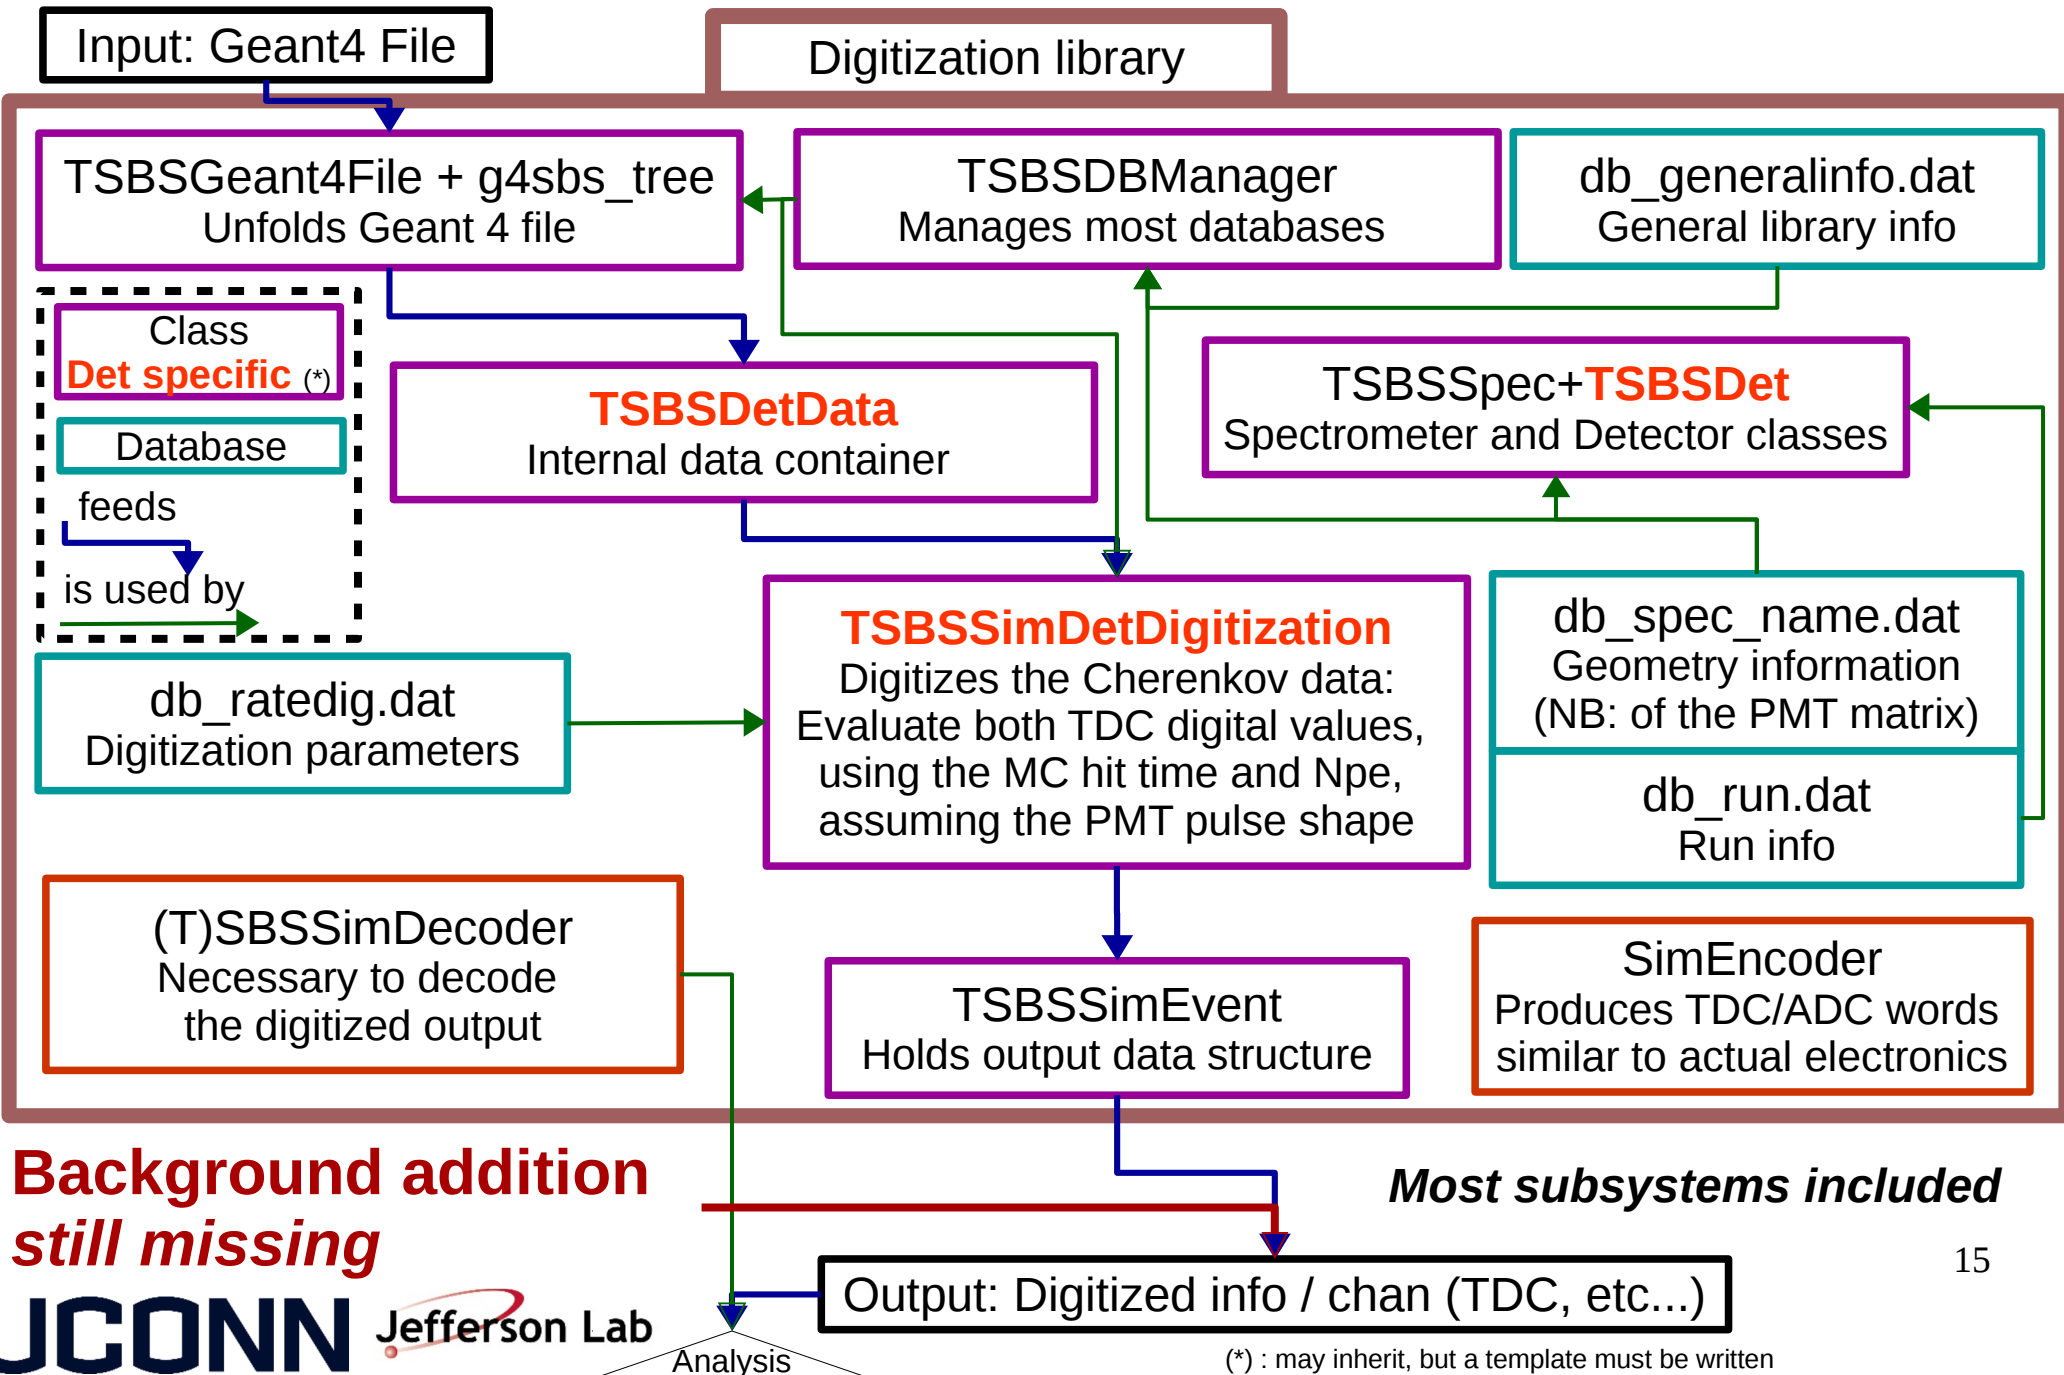 Input: Geant4 File
Digitization library
TSBSGeant4File + g4sbs_tree
Unfolds Geant 4 file
TSBSDBManager
Manages most databases
db_generalinfo.dat
General library info
Class
Det specific (*)
Database
feeds
is used by
TSBSDetData
Internal data container
TSBSSpec+TSBSDet
Spectrometer and Detector classes
db_ratedig.dat
Digitization parameters
TSBSSimDetDigitization
Digitizes the Cherenkov data:
Evaluate both TDC digital values,
using the MC hit time and Npe,
assuming the PMT pulse shape
db_spec_name.dat
Geometry information
(NB: of the PMT matrix)
db_run.dat
Run info
(T)SBSSimDecoder
Necessary to decode
the digitized output
TSBSSimEvent
Holds output data structure
SimEncoder
Produces TDC/ADC words
similar to actual electronics
Background addition
still missing
Most subsystems included
15
Output: Digitized info / chan (TDC, etc...)
UCONN
Jefferson Lab
Analysis
(*) : may inherit, but a template must be written